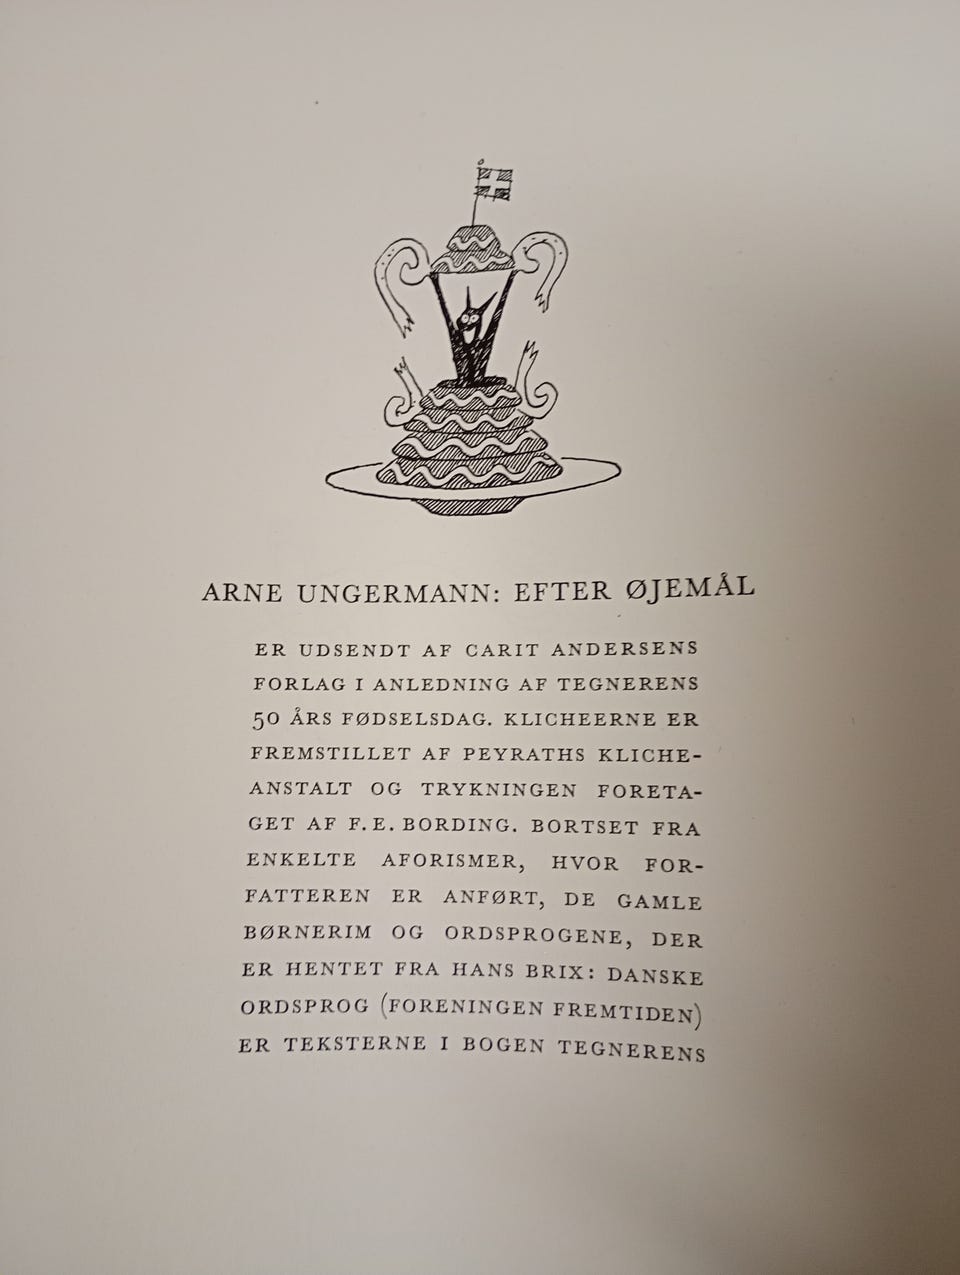 ARNE UNGERMANN: EFTER ØJEMÅL
ER UDSENDT AF CARIT ANDERSENS
FORLAG I ANLEDNING AF TEGNERENS
50 ÅRS FØDSELSDAG. KLICHEERNE ER
FREMSTILLET AF PEYRATHS KLICHE-
ANSTALT OG TRYKNINGEN FORETA-
GET AF F. E. BORDING. BORTSET FRA
ENKELTE AFORISMER, HVOR FOR-
FATTEREN ER ANFØRT, DE GAMLE
BØRNERIM OG ORDSPROGENE, DER
ER HENTET FRA HANS BRIX: DANSKE
ORDSPROG (FORENINGEN FREMTIDEN)
ER TEKSTERNE I BOGEN TEGNERENS